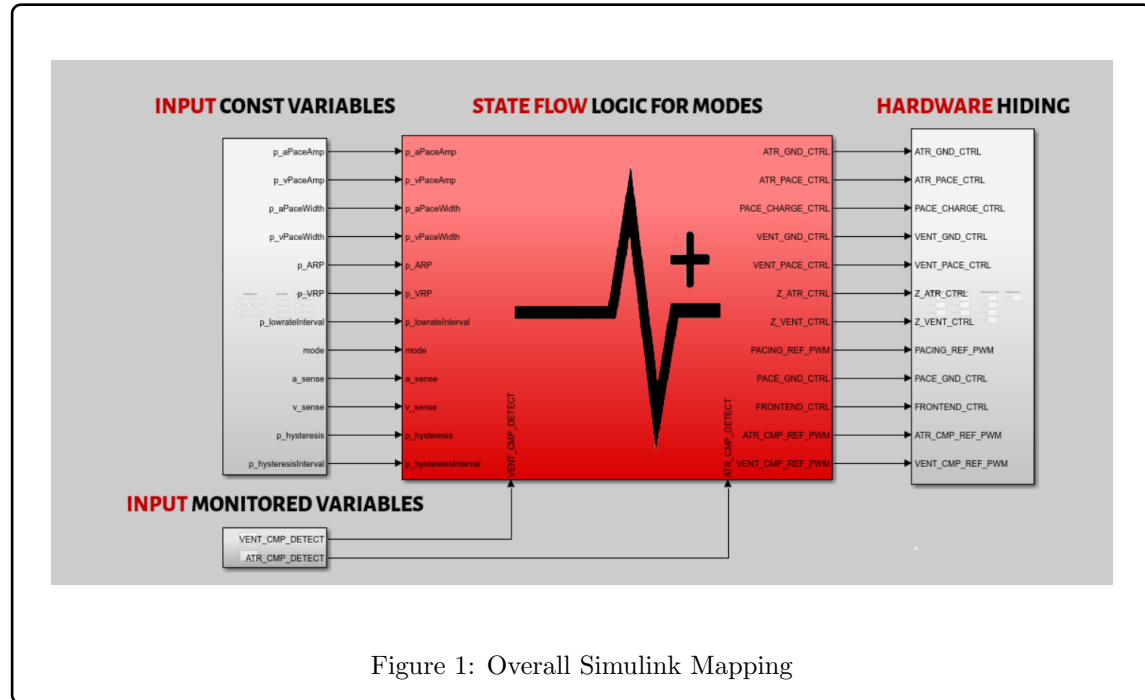 INPUT CONST VARIABLES
STATE FLOW LOGIC FOR MODES
HARDWARE HIDING
p_aPaceAmp
p_vPaceAmp
p_aPaceWidth
p_vPaceWidth
p_ARP
p_VRP
p_lowrateInterval
mode
a_sense
v_sense
p_hysteresis
p_hysteresisInterval
p_aPaceAmp
p_vPaceAmp
p_aPaceWidth
p_vPaceWidth
p_ARP
p_VRP
p_lowrateInterval
mode
a_sense
v_sense
p_hysteresis
p_hysteresisInterval
VENT_CMP_DETECT
ATR_CMP_DETECT
ATR_GND_CTRL
ATR_PACE_CTRL
PACE_CHARGE_CTRL
VENT_GND_CTRL
VENT_PACE_CTRL
Z_ATR_CTRL
Z_VENT_CTRL
PACING_REF_PWM
PACE_GND_CTRL
FRONTEND_CTRL
ATR_CMP_REF_PWM
VENT_CMP_REF_PWM
ATR_GND_CTRL
ATR_PACE_CTRL
PACE_CHARGE_CTRL
VENT_GND_CTRL
VENT_PACE_CTRL
Z_ATR_CTRL
Z_VENT_CTRL
PACING_REF_PWM
PACE_GND_CTRL
FRONTEND_CTRL
ATR_CMP_REF_PWM
VENT_CMP_REF_PWM
INPUT MONITORED VARIABLES
VENT_CMP_DETECT
ATR_CMP_DETECT
Figure 1: Overall Simulink Mapping